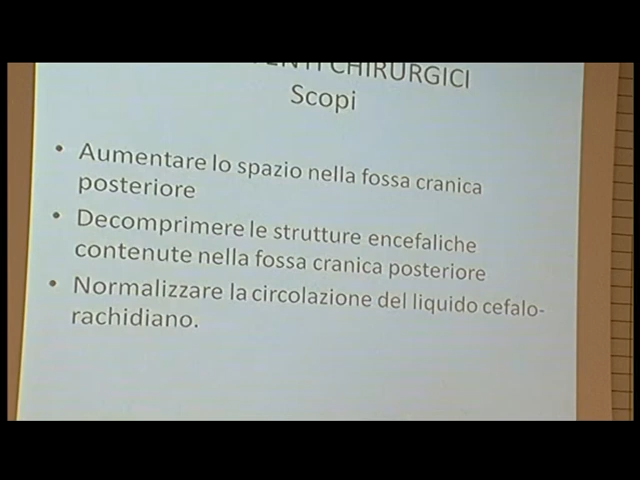 CHIRURGICI
Scopi
• Aumentare lo spazio nella fossa cranica
posteriore
• Decomprimere le strutture encefaliche
contenute nella fossa cranica posteriore
• Normalizzare la circolazione del liquido cefalo-
rachidiano.